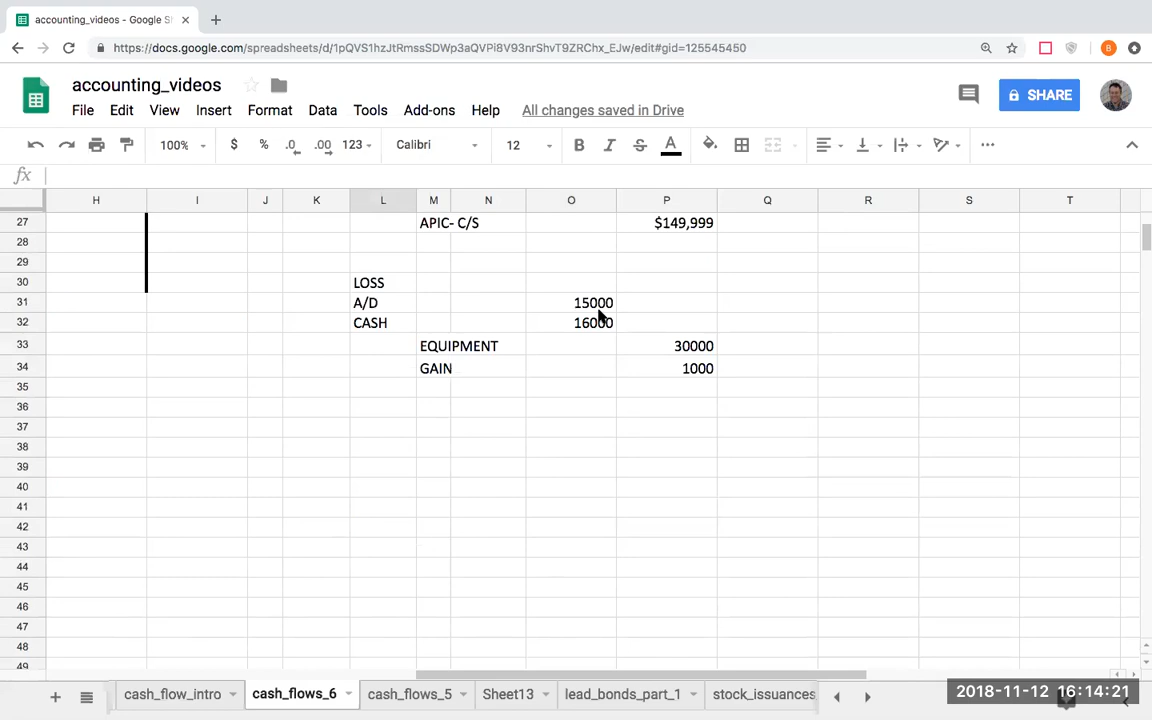 accounting_videos - Google S
https://docs.google.com/spreadsheets/d/1pQVS1hzJtRmssSDWp3aQVPi8V93nrShvT9ZRChx_EJw/edit#gid=125545450
B
accounting_videos
File Edit View Insert Format Data Tools Add-ons Help All changes saved in Drive
SHARE
100% $ % .0 .00 123 Calibri 12 B I S A
fx
H I J K L M N O P Q R S T
27 APIC- C/S $149,999
28
29
30 LOSS
31 A/D 15000
32 CASH 16000
33 EQUIPMENT 30000
34 GAIN 1000
35
36
37
38
39
40
41
42
43
44
45
46
47
48
49
cash_flow_intro cash_flows_6 cash_flows_5 Sheet13 lead_bonds_part_1 stock_issuances
2018-11-12 16:14:21